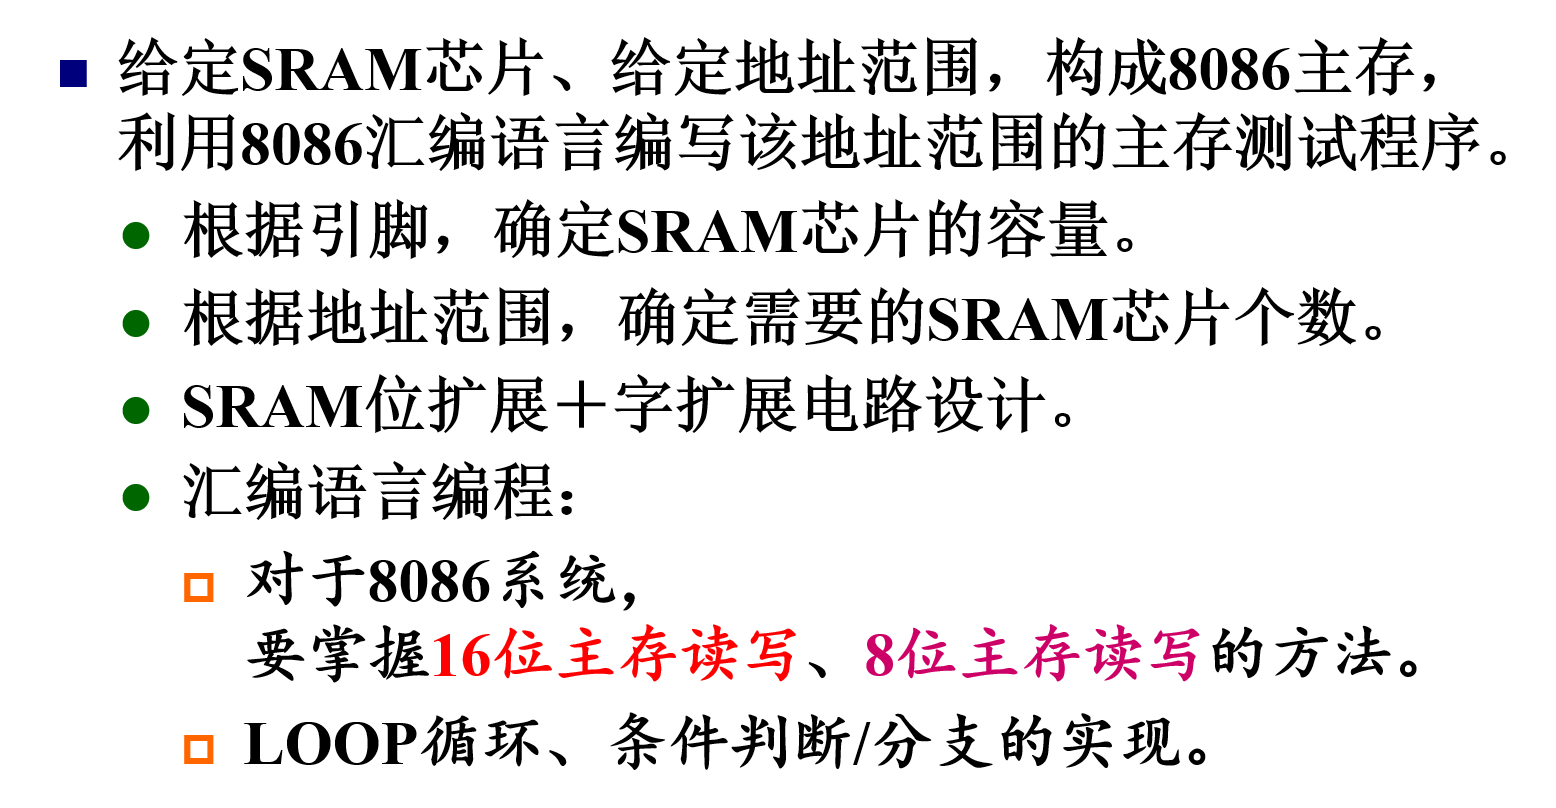 给定SRAM芯片、给定地址范围，构成8086主存，
利用8086汇编语言编写该地址范围的主存测试程序。
根据引脚，确定SRAM芯片的容量。
根据地址范围，确定需要的SRAM芯片个数。
SRAM位扩展＋字扩展电路设计。
汇编语言编程：
对于8086系统，
要掌握16位主存读写、8位主存读写的方法。
LOOP循环、条件判断/分支的实现。